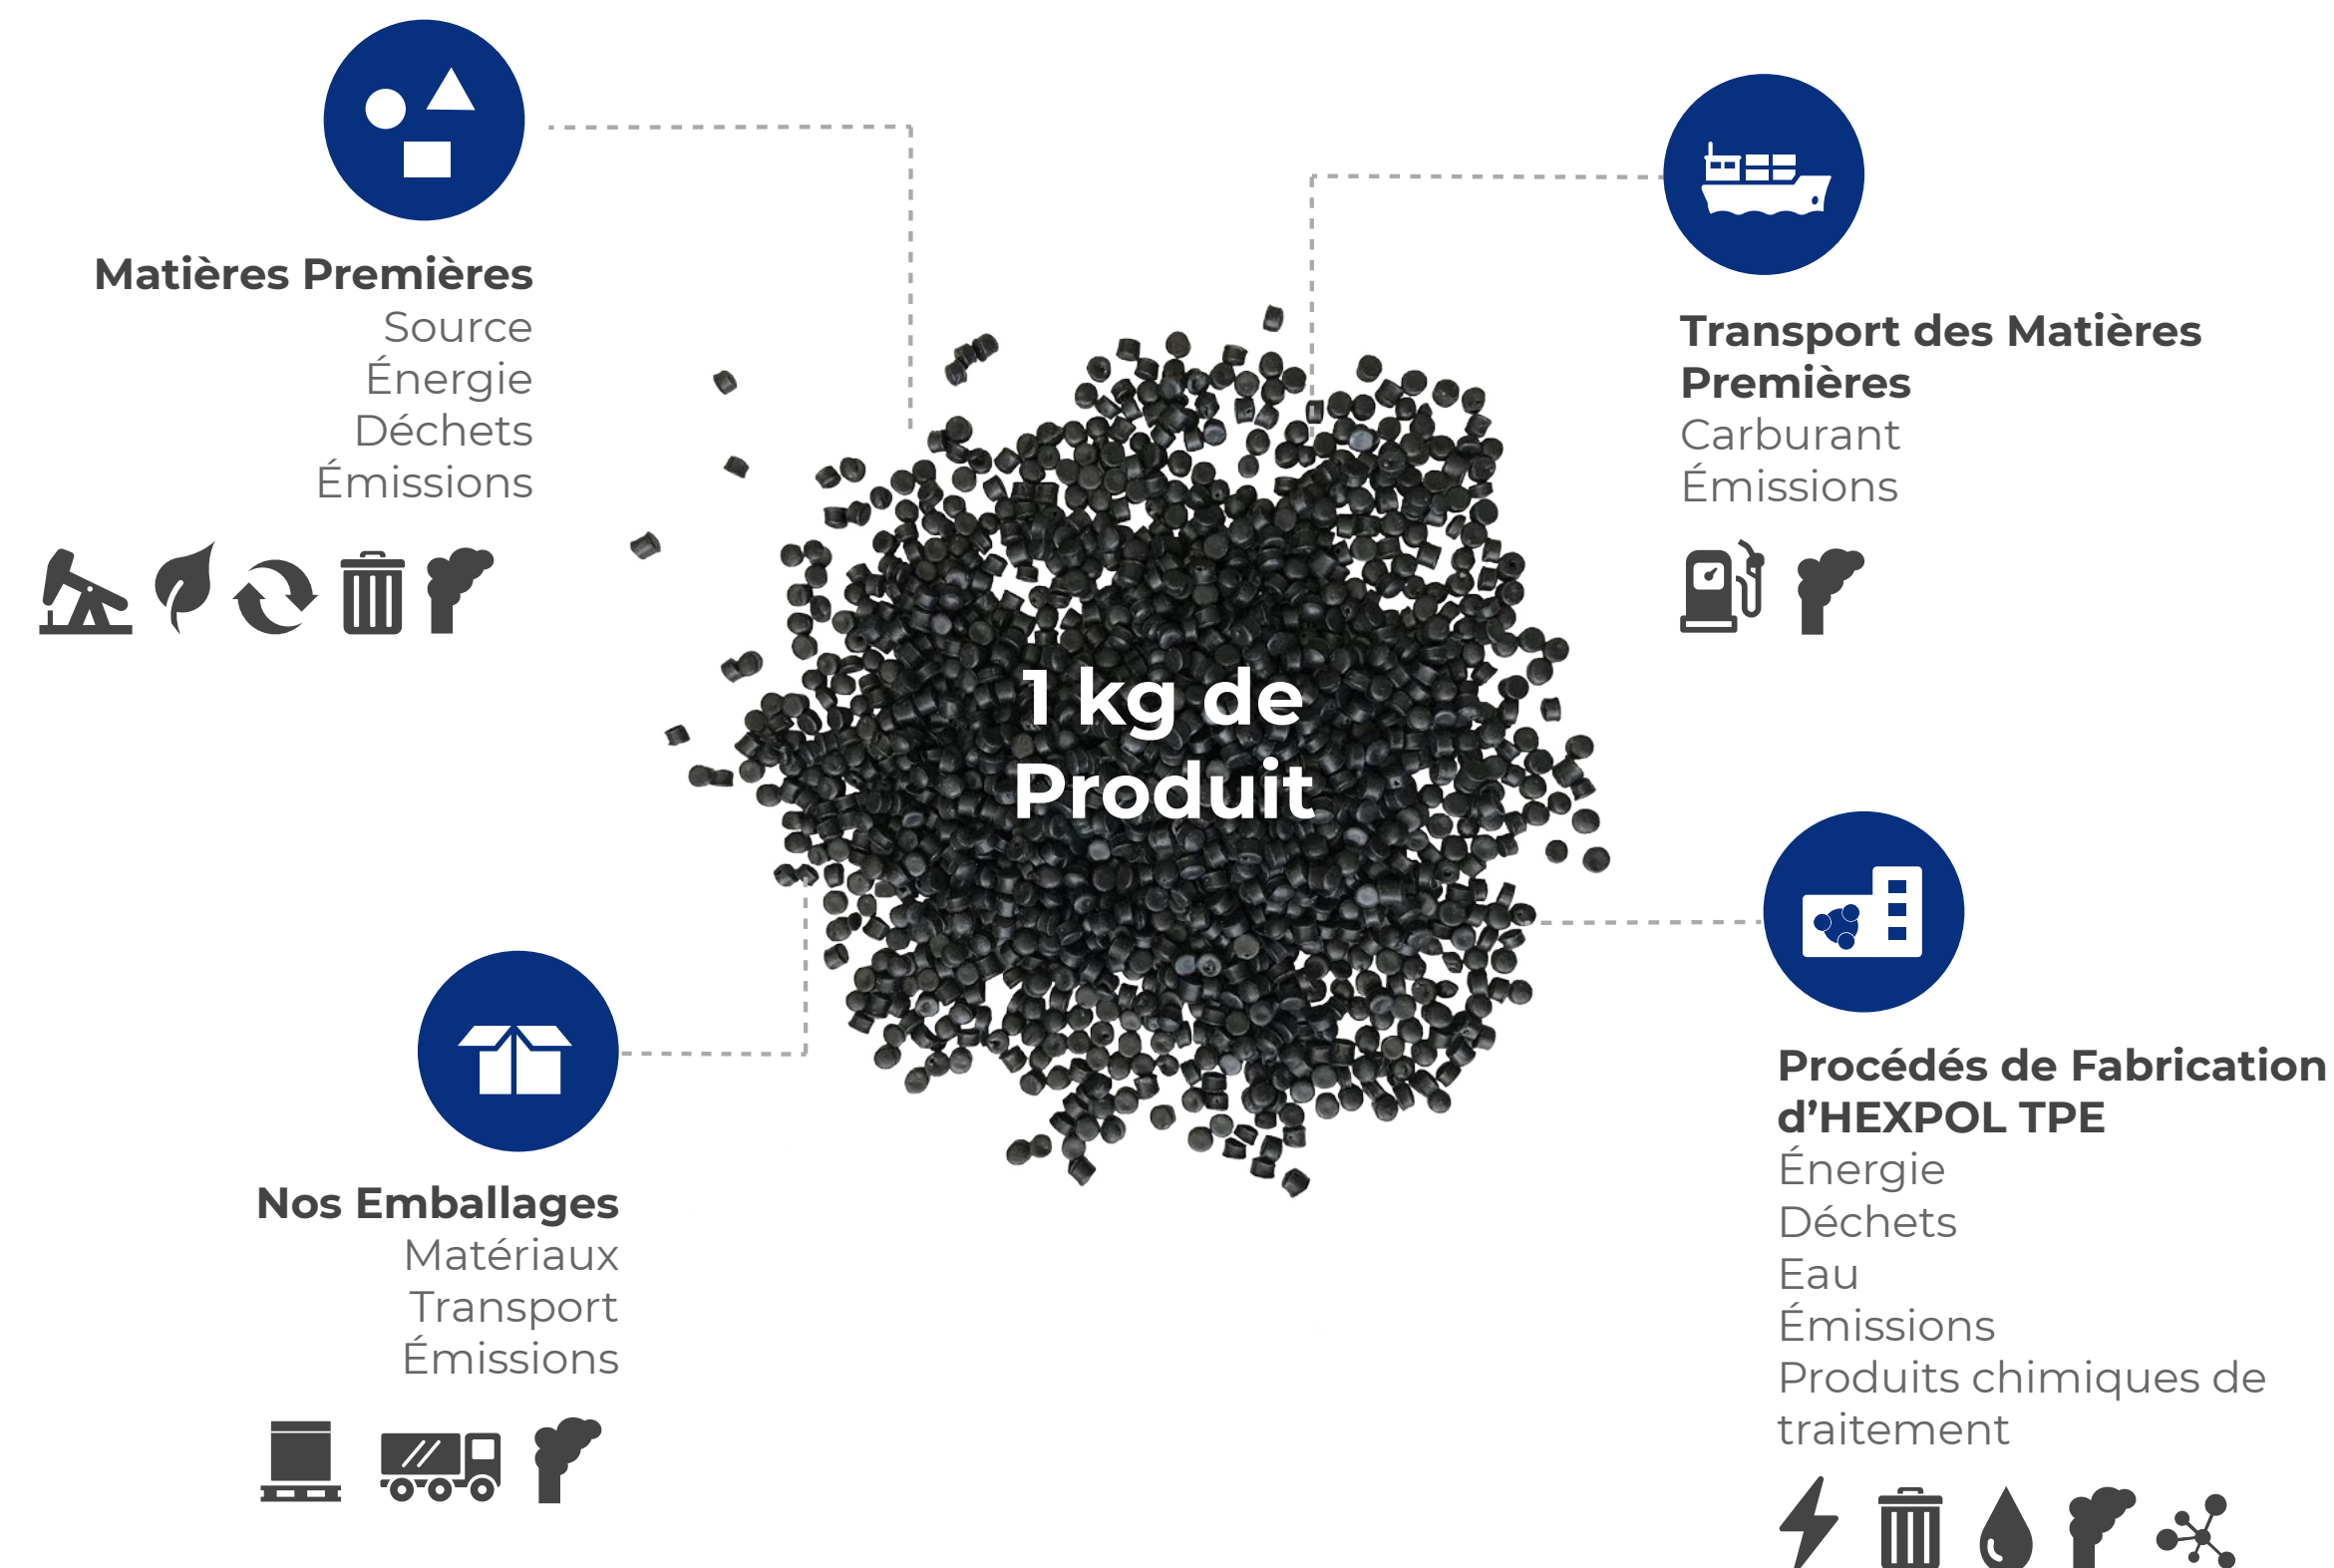 Matières Premières
Source
Énergie
Déchets
Émissions
Transport des Matières
Premières
Carburant
Émissions
1 kg de
Produit
Nos Emballages
Matériaux
Transport
Émissions
Procédés de Fabrication
d’HEXPOL TPE
Énergie
Déchets
Eau
Émissions
Produits chimiques de
traitement